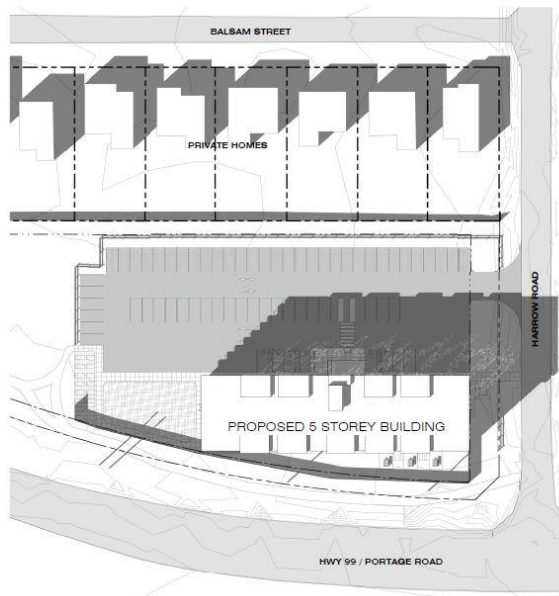 BALSAM STREET
PRIVATE HOMES
HARROW ROAD
PROPOSED 5 STOREY BUILDING
HWY 99 / PORTAGE ROAD